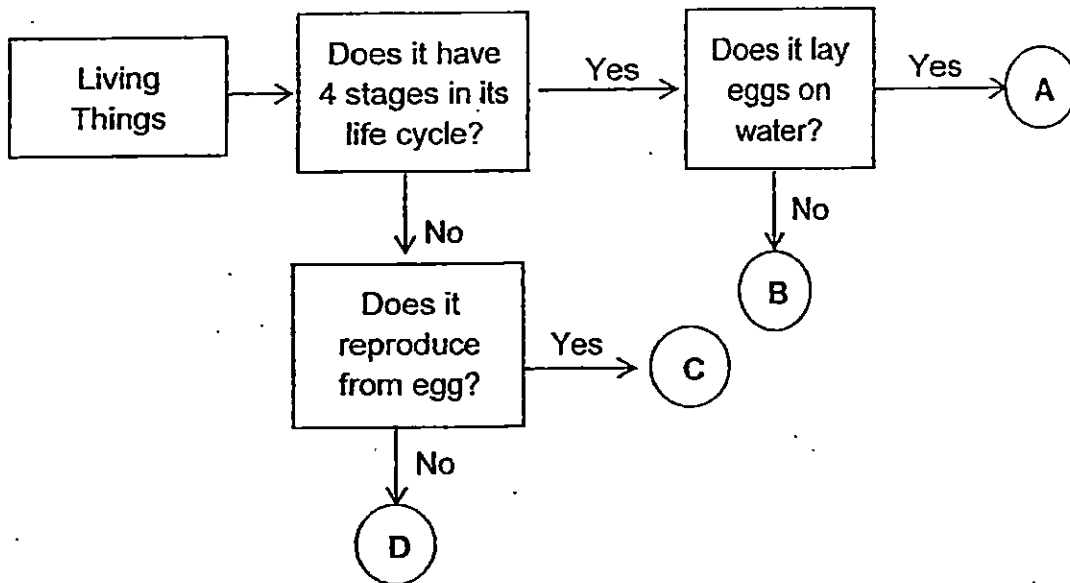 Living
Things
Does it have
4 stages in its
life cycle?
Yes
Does it lay
eggs on
water?
Yes
A
No
No
B
Does it
reproduce
from egg?
Yes
C
No
D